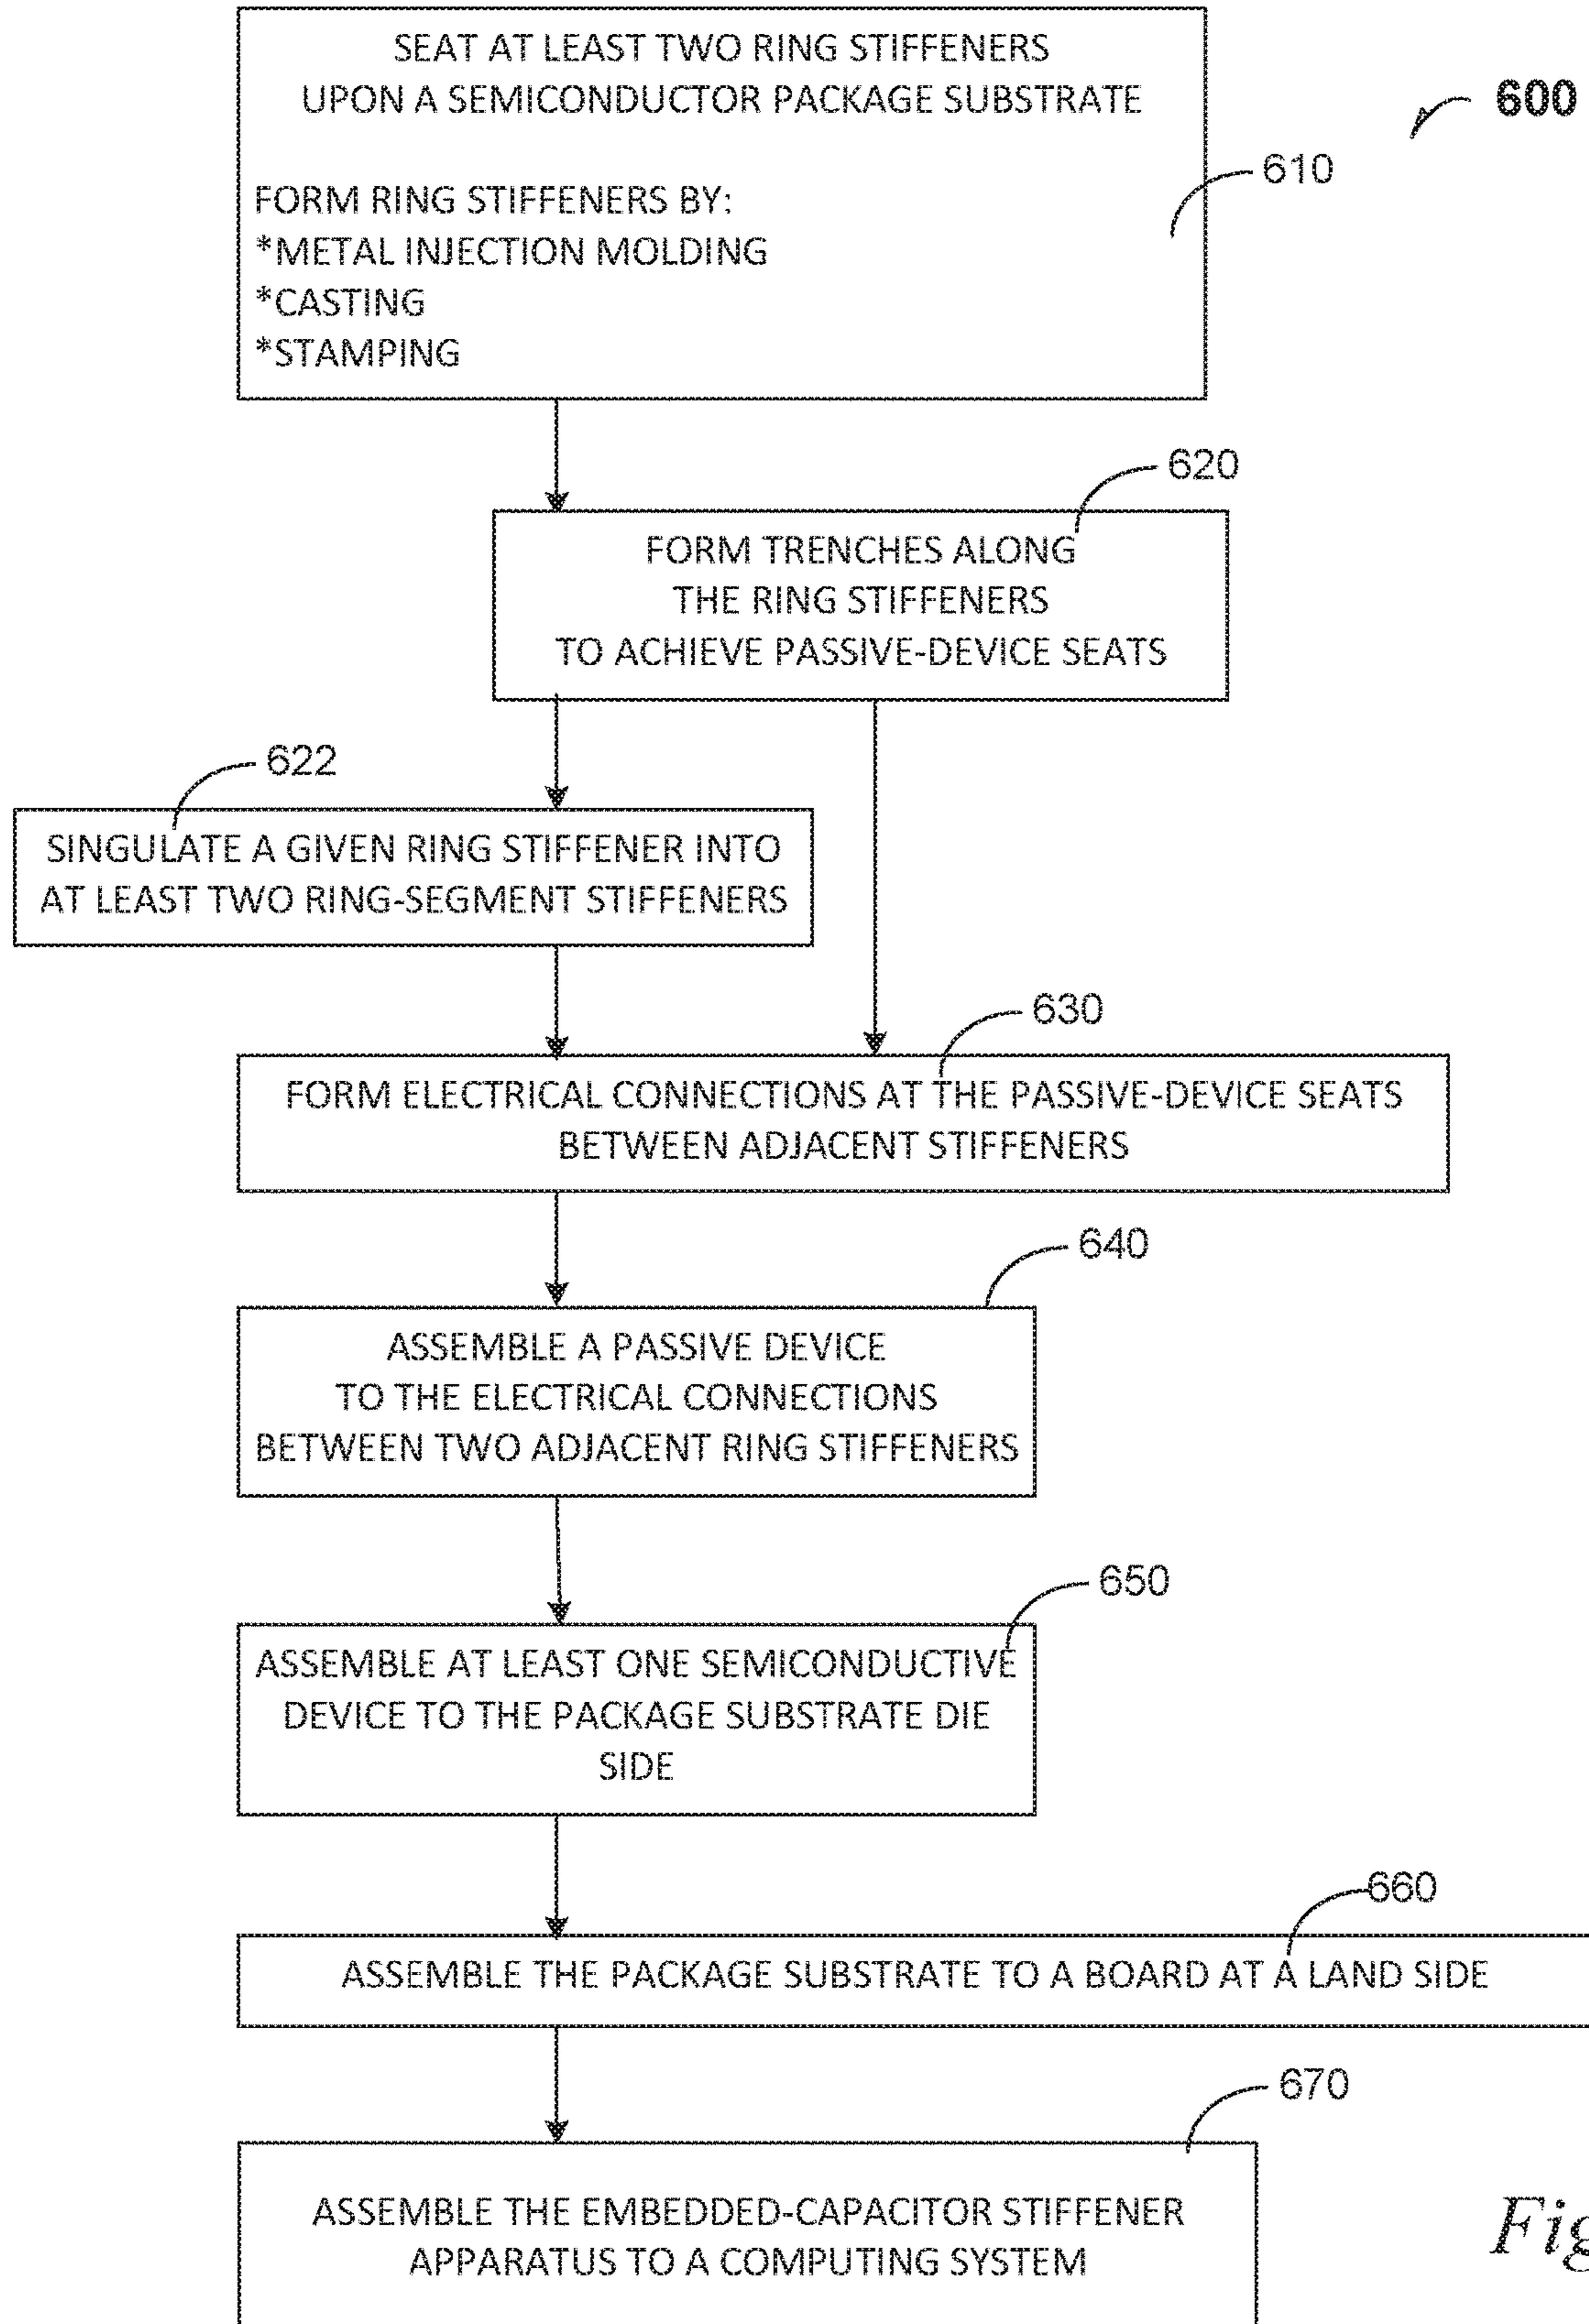 SEAT AT LEAST TWO RING STIFFENERS
UPON A SEMICONDUCTOR PACKAGE SUBSTRATE
600
610
FORM RING STIFFENERS BY:
*METAL INJECTION MOLDING
*CASTING
*STAMPING
620
FORM TRENCHES ALONG
THE RING STIFFENERS
TO ACHIEVE PASSIVE-DEVICE SEATS
622
SINGULATE A GIVEN RING STIFFENER INTO
AT LEAST TWO RING-SEGMENT STIFFENERS
630
FORM ELECTRICAL CONNECTIONS AT THE PASSIVE-DEVICE SEATS
BETWEEN ADJACENT STIFFENERS
640
ASSEMBLE A PASSIVE DEVICE
TO THE ELECTRICAL CONNECTIONS
BETWEEN TWO ADJACENT RING STIFFENERS
650
ASSEMBLE AT LEAST ONE SEMICONDUCTIVE
DEVICE TO THE PACKAGE SUBSTRATE DIE
SIDE
660
ASSEMBLE THE PACKAGE SUBSTRATE TO A BOARD AT A LAND SIDE
670
ASSEMBLE THE EMBEDDED-CAPACITOR STIFFENER
APPARATUS TO A COMPUTING SYSTEM
Fig